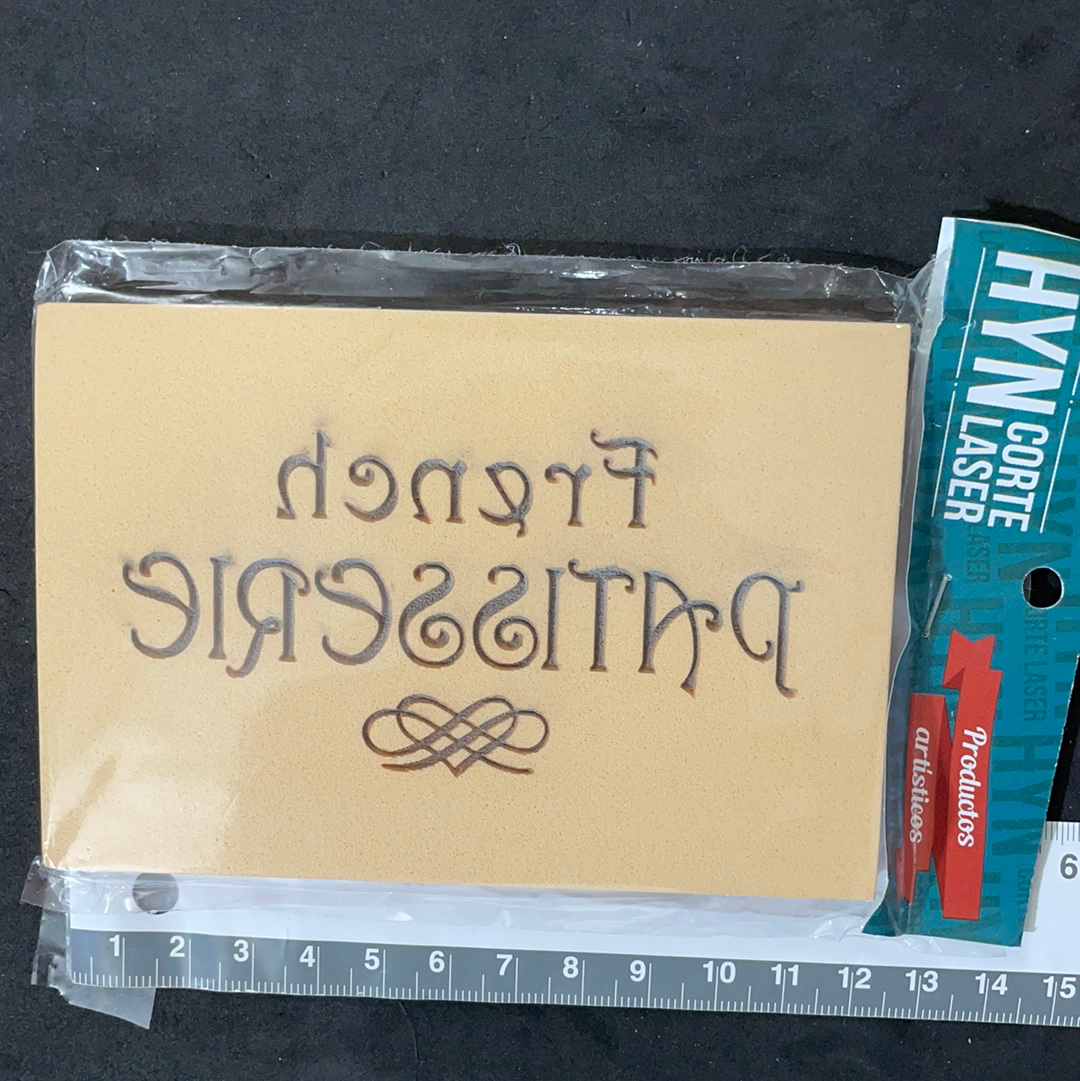 French
PATISSERIE
HYN
CORTE
LASER
Productos
artísticos
1 2 3 4 5 6 7 8 9 10 11 12 13 14 15
6